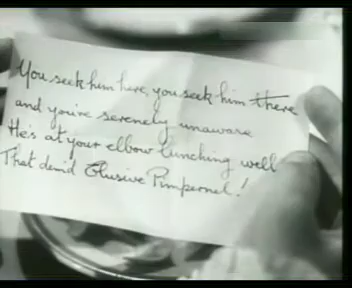 You seek him here, you seek him there
and you're serenely unaware
He's at your elbow lunching well
That dem'd Elusive Pimpernel!